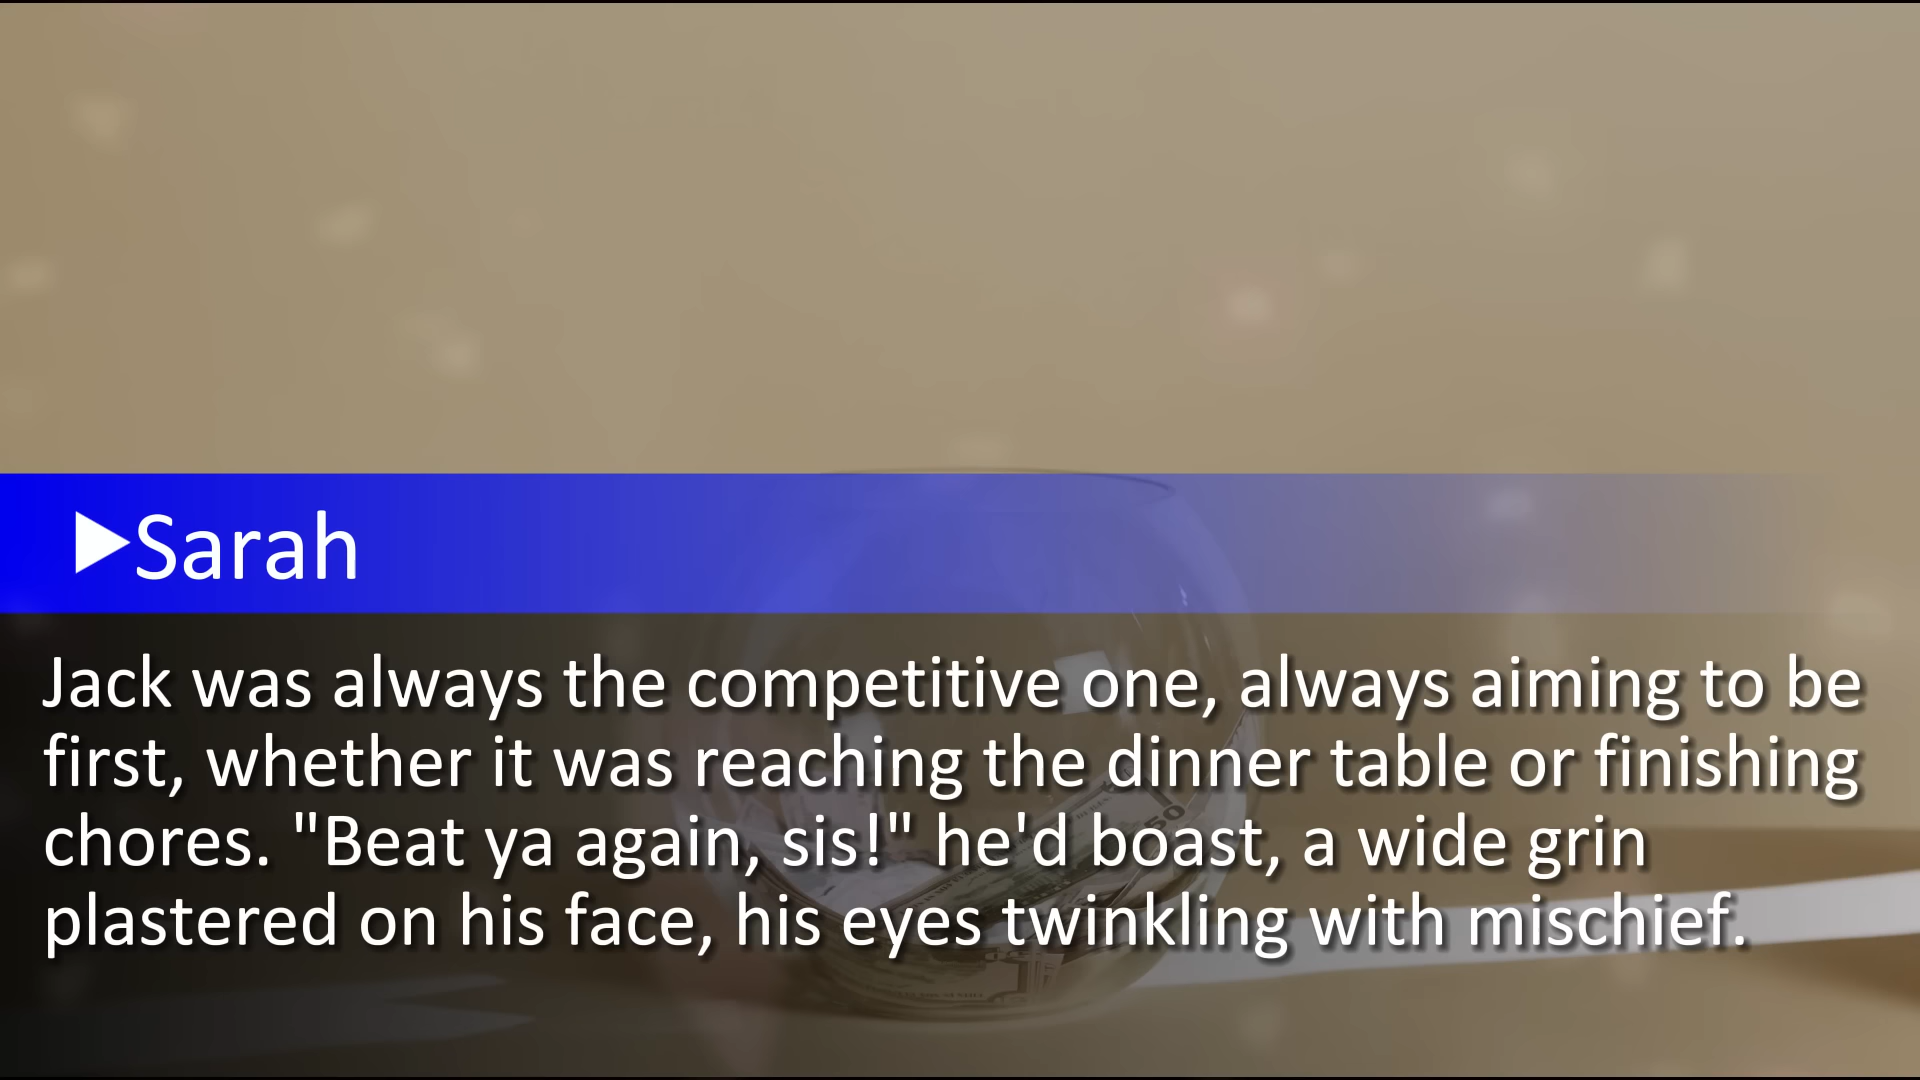 ▶Sarah
Jack was always the competitive one, always aiming to be
first, whether it was reaching the dinner table or finishing
chores. "Beat ya again, sis!" he'd boast, a wide grin
plastered on his face, his eyes twinkling with mischief.
50